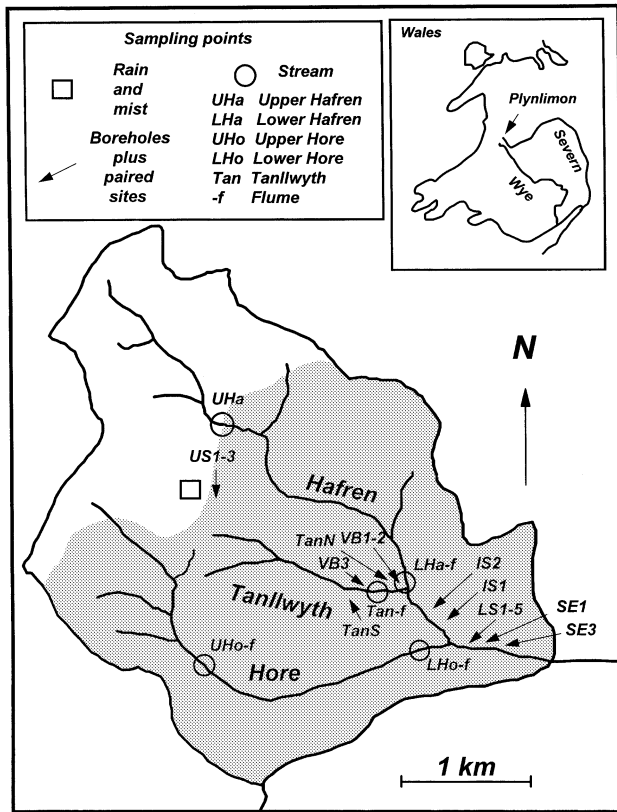 Sampling points
Rain
and
mist
Stream
UHa Upper Hafren
LHa Lower Hafren
UHo Upper Hore
LHo Lower Hore
Tan Tanllwyth
-f Flume
Boreholes
plus
paired
sites
Wales
Plynlimon
Severn
Wye
N
UHa
US1-3
Hafren
TanN
VB1-2
VB3
LHa-f
IS2
IS1
Tanllwyth
Tan-f
TanS
LS1-5
SE1
SE3
UHo-f
Hore
LHo-f
1 km